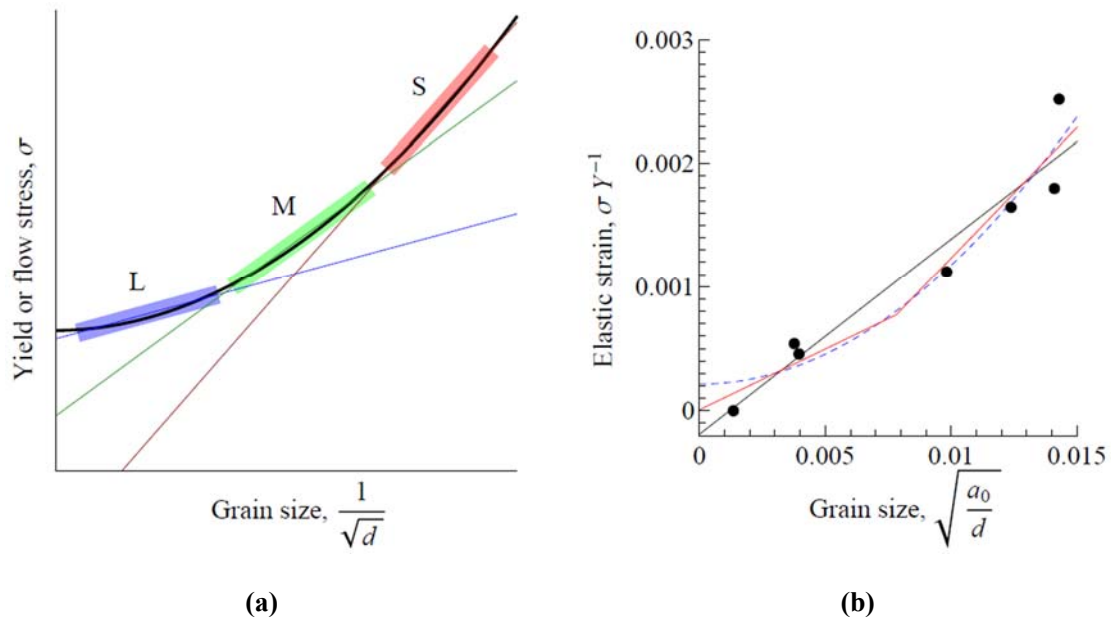 Yield or flow stress, σ
L
M
S
Grain size, 1/√d
(a)
Elastic strain, σ Y⁻¹
0.003
0.002
0.001
0
0 0.005 0.01 0.015
Grain size, √(a₀/d)
(b)